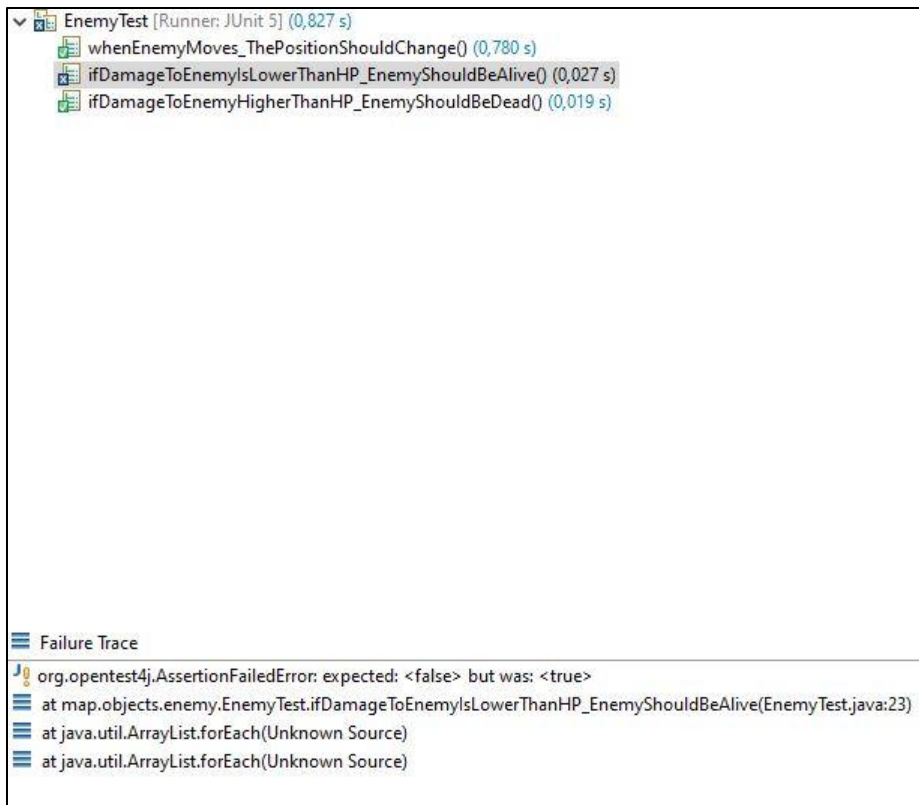 EnemyTest [Runner: JUnit 5] (0,827 s)
whenEnemyMoves_ThePositionShouldChange() (0,780 s)
ifDamageToEnemyIsLowerThanHP_EnemyShouldBeAlive() (0,027 s)
ifDamageToEnemyHigherThanHP_EnemyShouldBeDead() (0,019 s)
Failure Trace
org.opentest4j.AssertionFailedError: expected: <false> but was: <true>
at map.objects.enemy.EnemyTest.ifDamageToEnemyIsLowerThanHP_EnemyShouldBeAlive(EnemyTest.java:23)
at java.util.ArrayList.forEach(Unknown Source)
at java.util.ArrayList.forEach(Unknown Source)